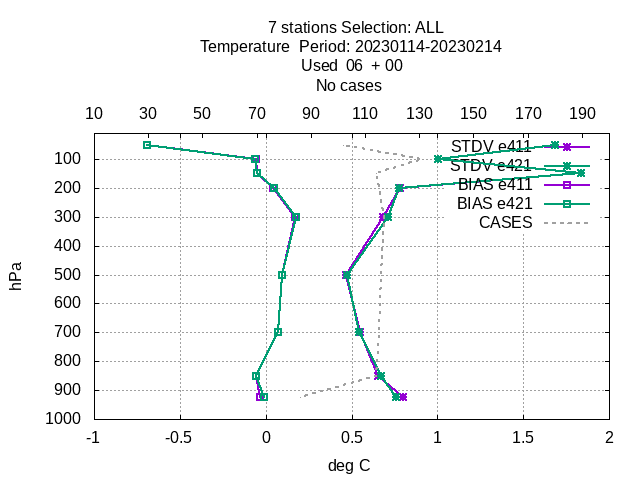 7 stations Selection: ALL
Temperature  Period: 20230114-20230214
Used  06  + 00
No cases
10 30 50 70 90 110 130 150 170 190
STDV e411
STDV e421
BIAS e411
BIAS e421
CASES
100
200
300
400
500
600
700
800
900
1000
hPa
-1 -0.5 0 0.5 1 1.5 2
deg C